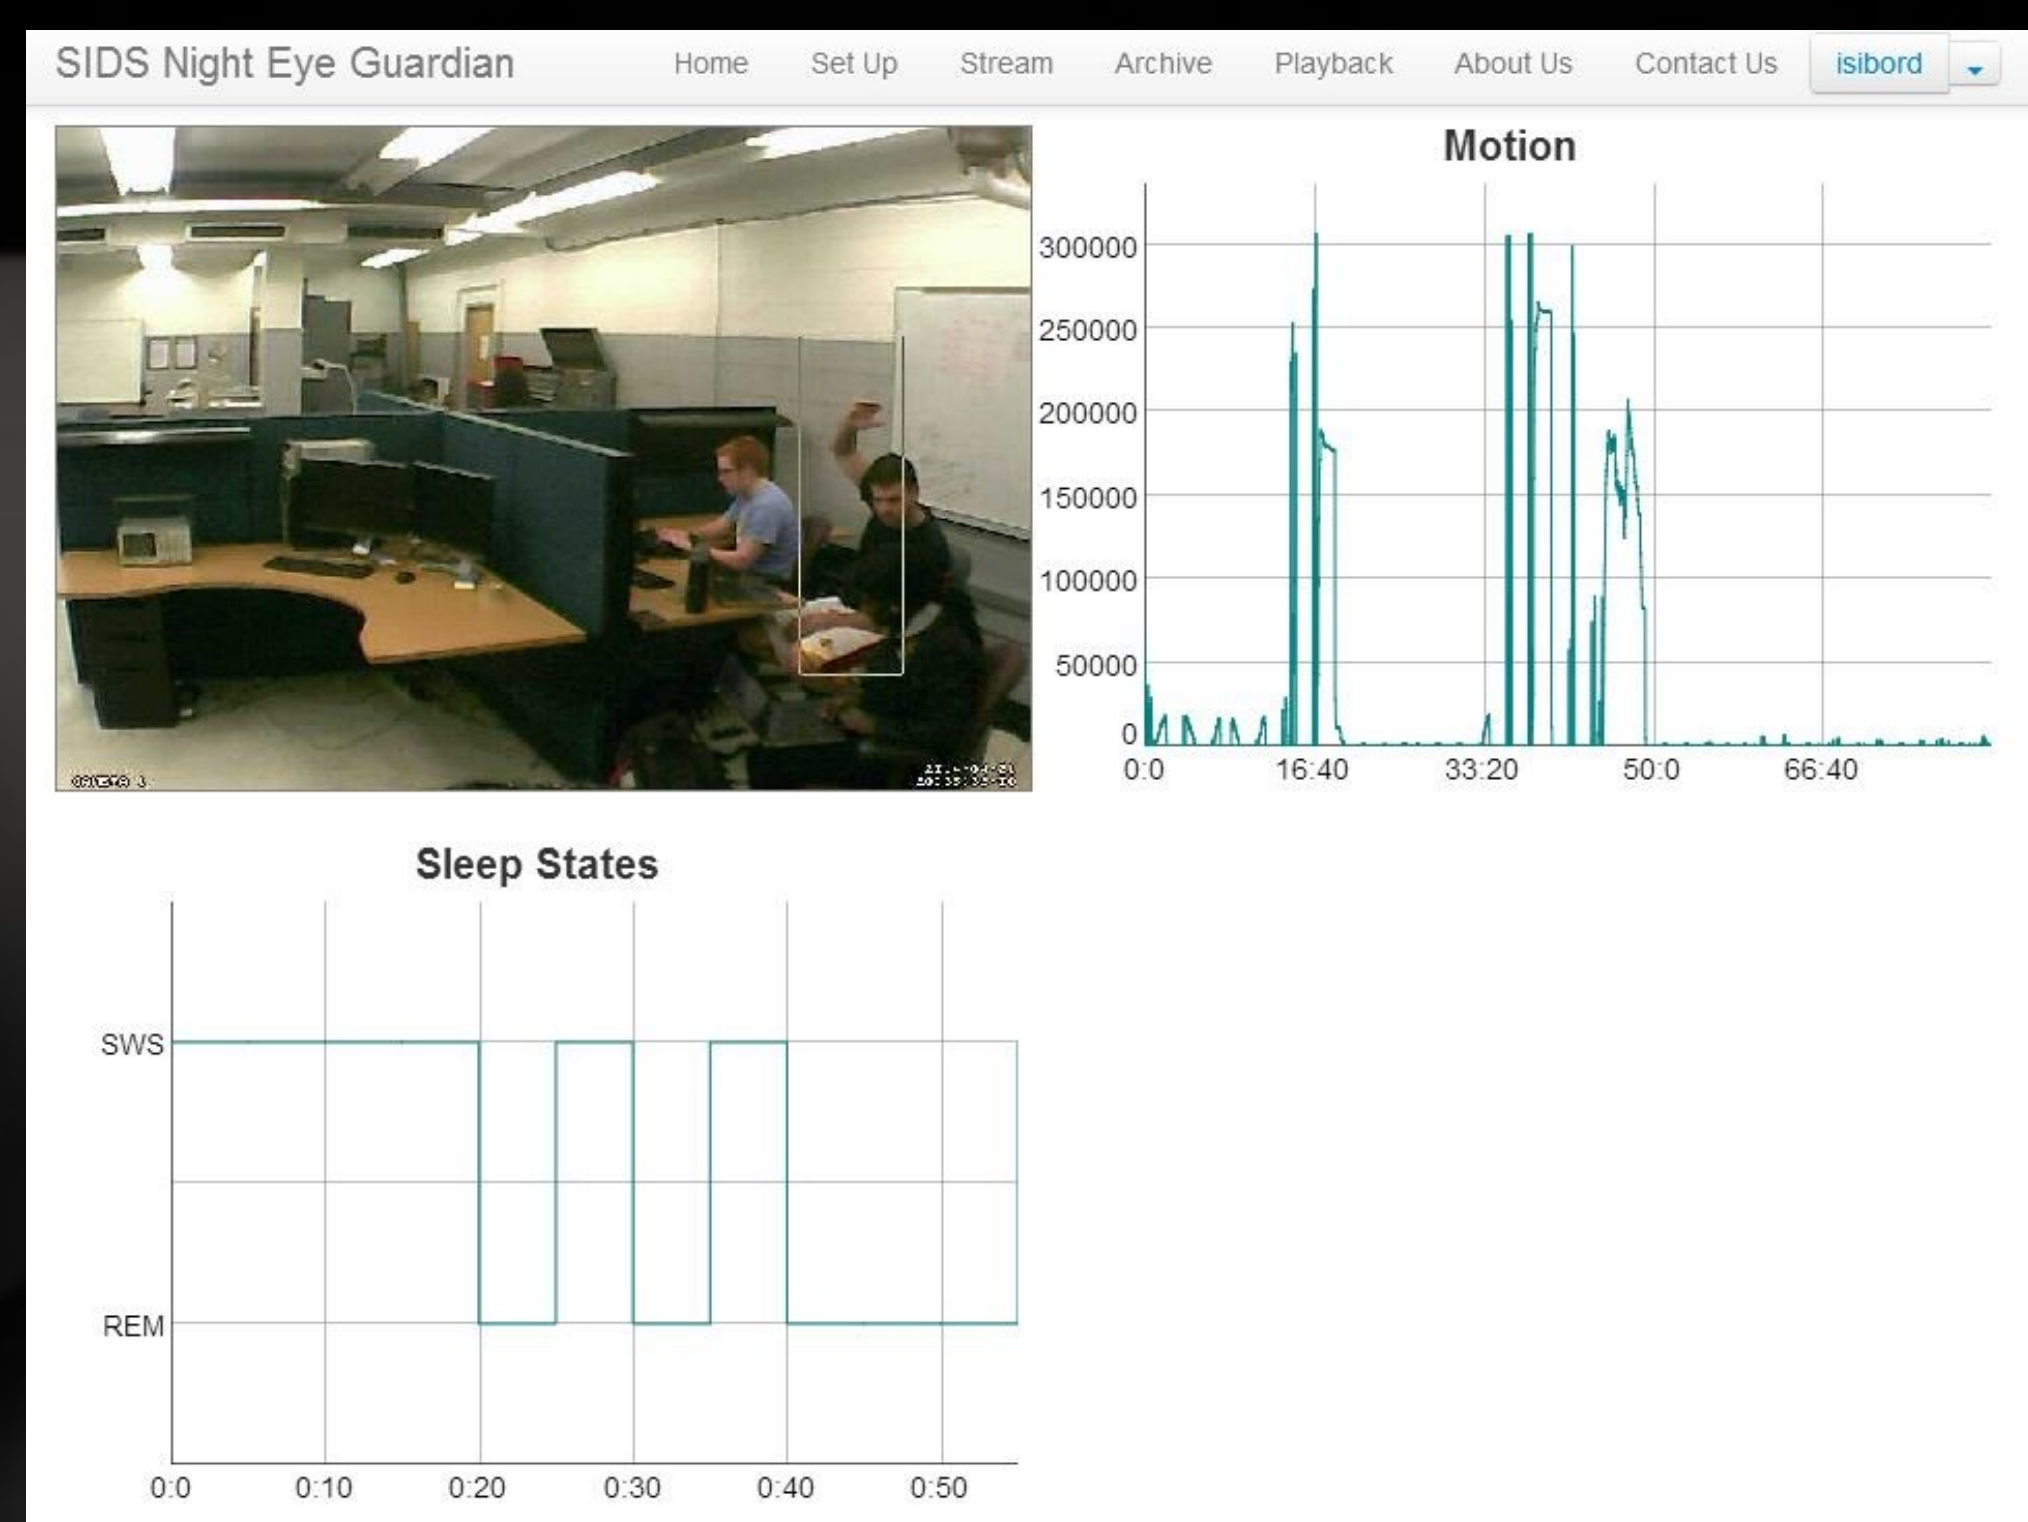 SIDS Night Eye Guardian Home Set Up Stream Archive Playback About Us Contact Us isibord
Motion
300000
250000
200000
150000
100000
50000
0
0:0 16:40 33:20 50:0 66:40
Sleep States
SWS
REM
0:0 0:10 0:20 0:30 0:40 0:50